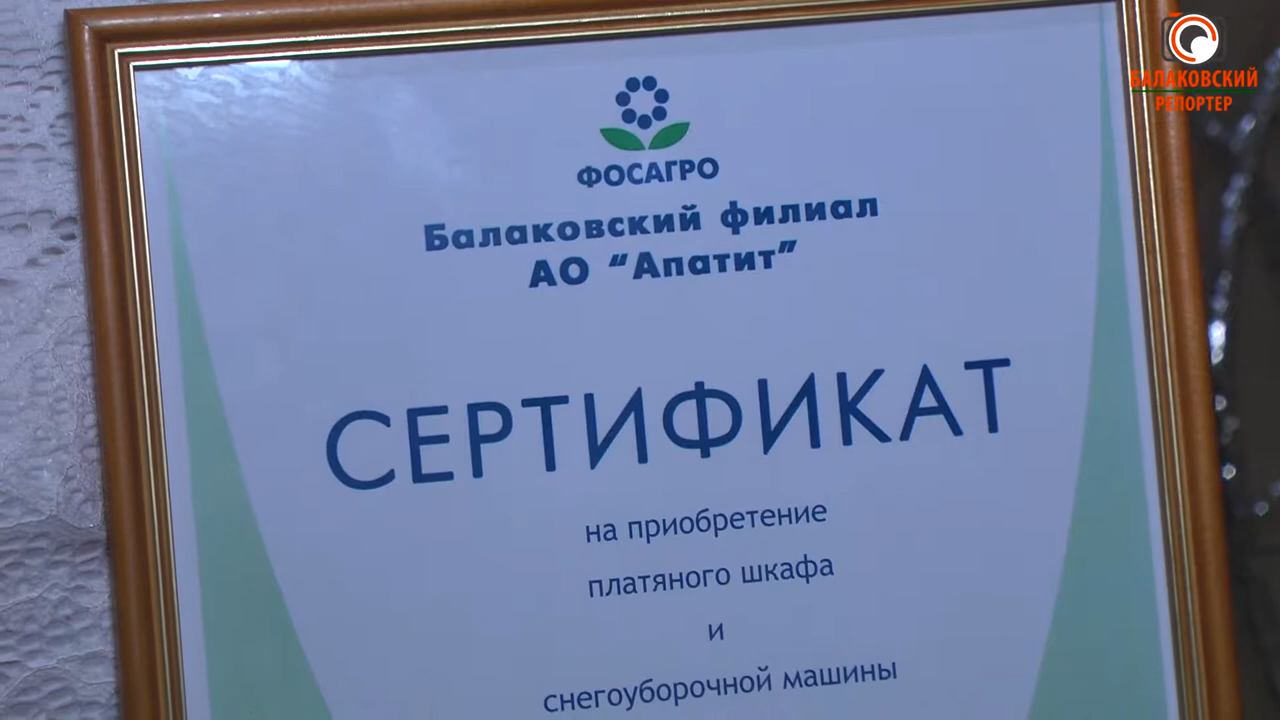 БАЛАКОВСКИЙ
РЕПОРТЕР
ФОСАГРО
Балаковский филиал
АО “Апатит”
СЕРТИФИКАТ
на приобретение
платяного шкафа
и
снегоуборочной машины